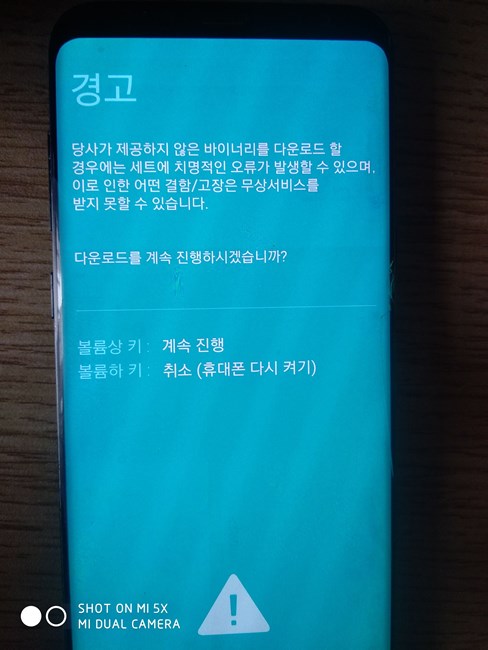 경고
당사가 제공하지 않은 바이너리를 다운로드 할
경우에는 세트에 치명적인 오류가 발생할 수 있으며,
이로 인한 어떤 결함/고장은 무상서비스를
받지 못할 수 있습니다.
다운로드를 계속 진행하시겠습니까?
볼륨상 키 : 계속 진행
볼륨하 키 : 취소 (휴대폰 다시 켜기)
SHOT ON MI 5X
MI DUAL CAMERA